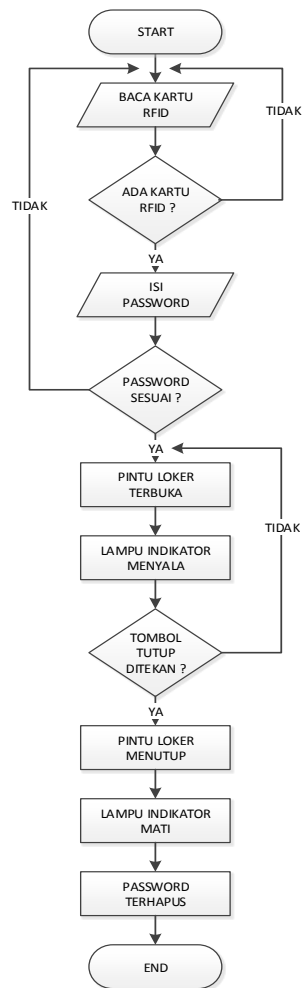 START
BACA KARTU
RFID
TIDAK
ADA KARTU
RFID ?
TIDAK
YA
ISI
PASSWORD
PASSWORD
SESUAI ?
YA
PINTU LOKER
TERBUKA
TIDAK
LAMPU INDIKATOR
MENYALA
TOMBOL
TUTUP
DITEKAN ?
YA
PINTU LOKER
MENUTUP
LAMPU INDIKATOR
MATI
PASSWORD
TERHAPUS
END